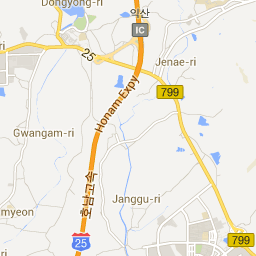 Dongyong-ri
익산
IC
25
Jenae-ri
799
Gwangam-ri
Honam Expy
호남고속
Janggu-ri
myeon
25
799